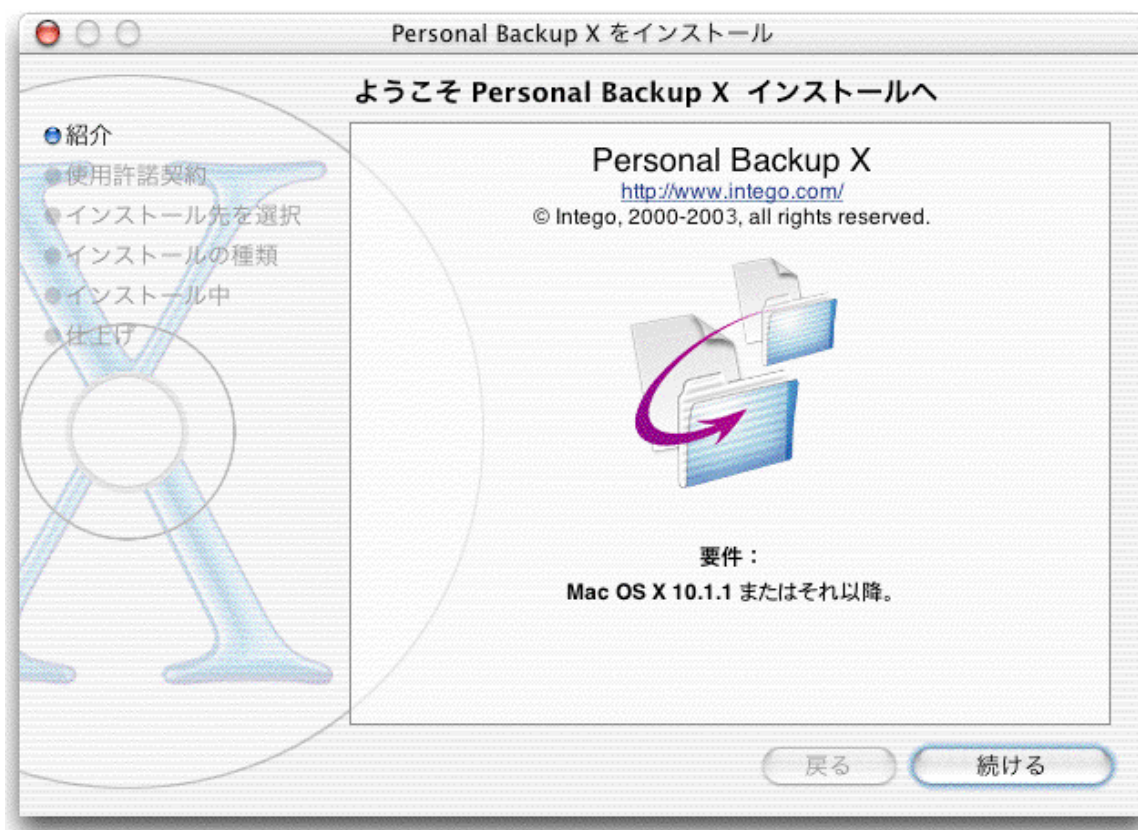 Personal Backup X をインストール
ようこそ Personal Backup X インストールへ
紹介
使用許諾契約
インストール先を選択
インストールの種類
インストール中
仕上げ
Personal Backup X
http://www.intego.com/
© Intego, 2000-2003, all rights reserved.
要件：
Mac OS X 10.1.1 またはそれ以降。
戻る
続ける